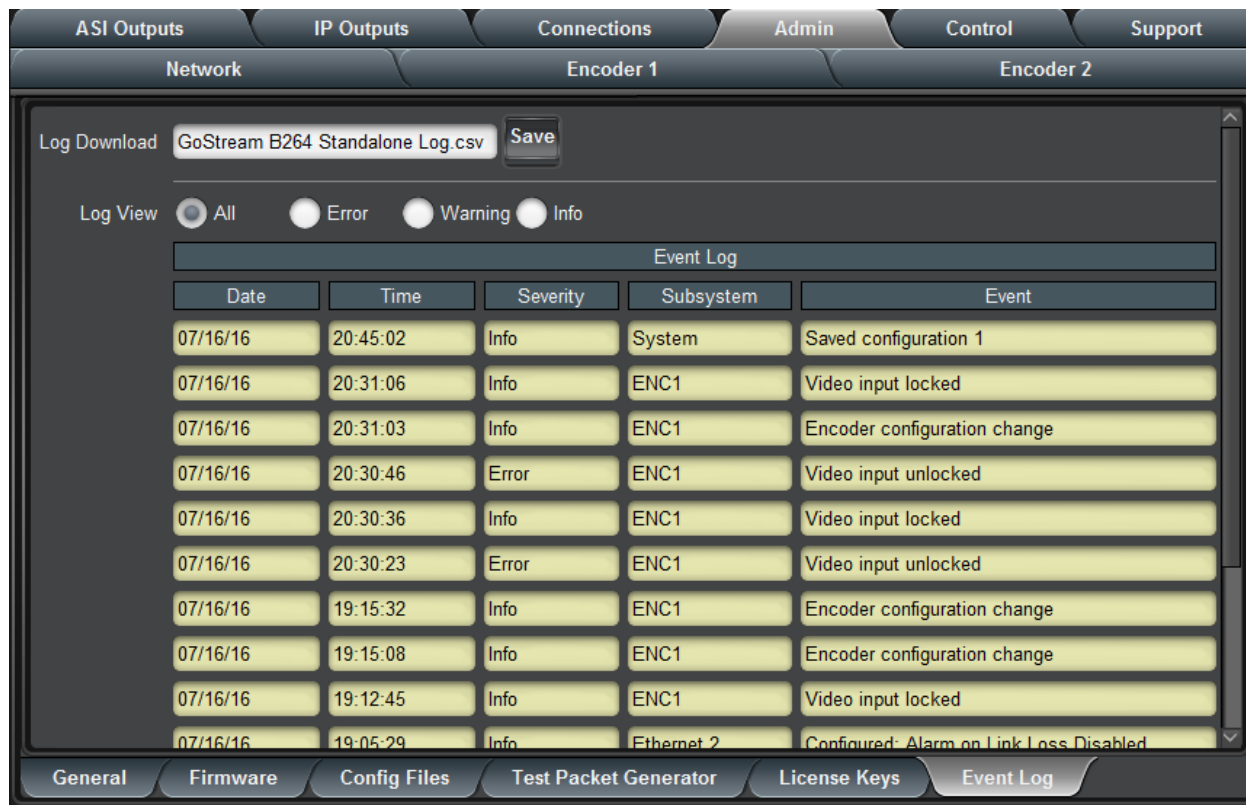 ASI Outputs IP Outputs Connections Admin Control Support
Network Encoder 1 Encoder 2
Log Download GoStream B264 Standalone Log.csv Save
Log View All Error Warning Info
Event Log
Date Time Severity Subsystem Event
07/16/16 20:45:02 Info System Saved configuration 1
07/16/16 20:31:06 Info ENC1 Video input locked
07/16/16 20:31:03 Info ENC1 Encoder configuration change
07/16/16 20:30:46 Error ENC1 Video input unlocked
07/16/16 20:30:36 Info ENC1 Video input locked
07/16/16 20:30:23 Error ENC1 Video input unlocked
07/16/16 19:15:32 Info ENC1 Encoder configuration change
07/16/16 19:15:08 Info ENC1 Encoder configuration change
07/16/16 19:12:45 Info ENC1 Video input locked
07/16/16 19:05:29 Info Ethernet 2 Configured: Alarm on Link Loss Disabled
General Firmware Config Files Test Packet Generator License Keys Event Log